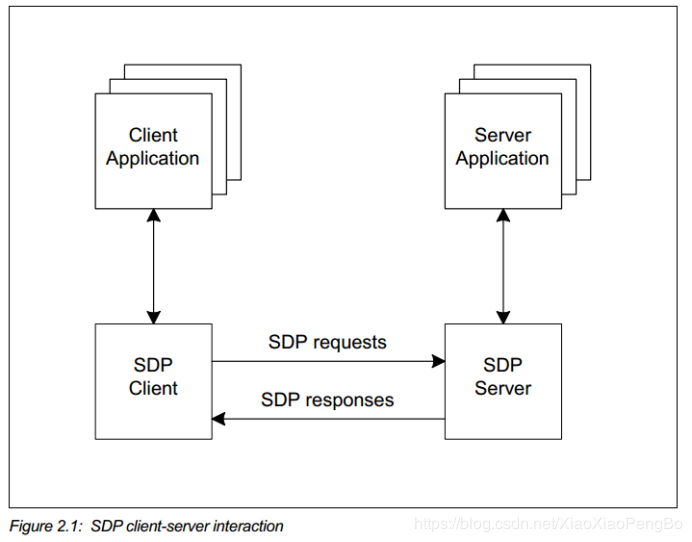 Client
Application
Server
Application
SDP requests
SDP
Client
SDP
Server
SDP responses
Figure 2.1: SDP client-server interaction
https://blog.csdn.net/XiaoXiaoPengBo